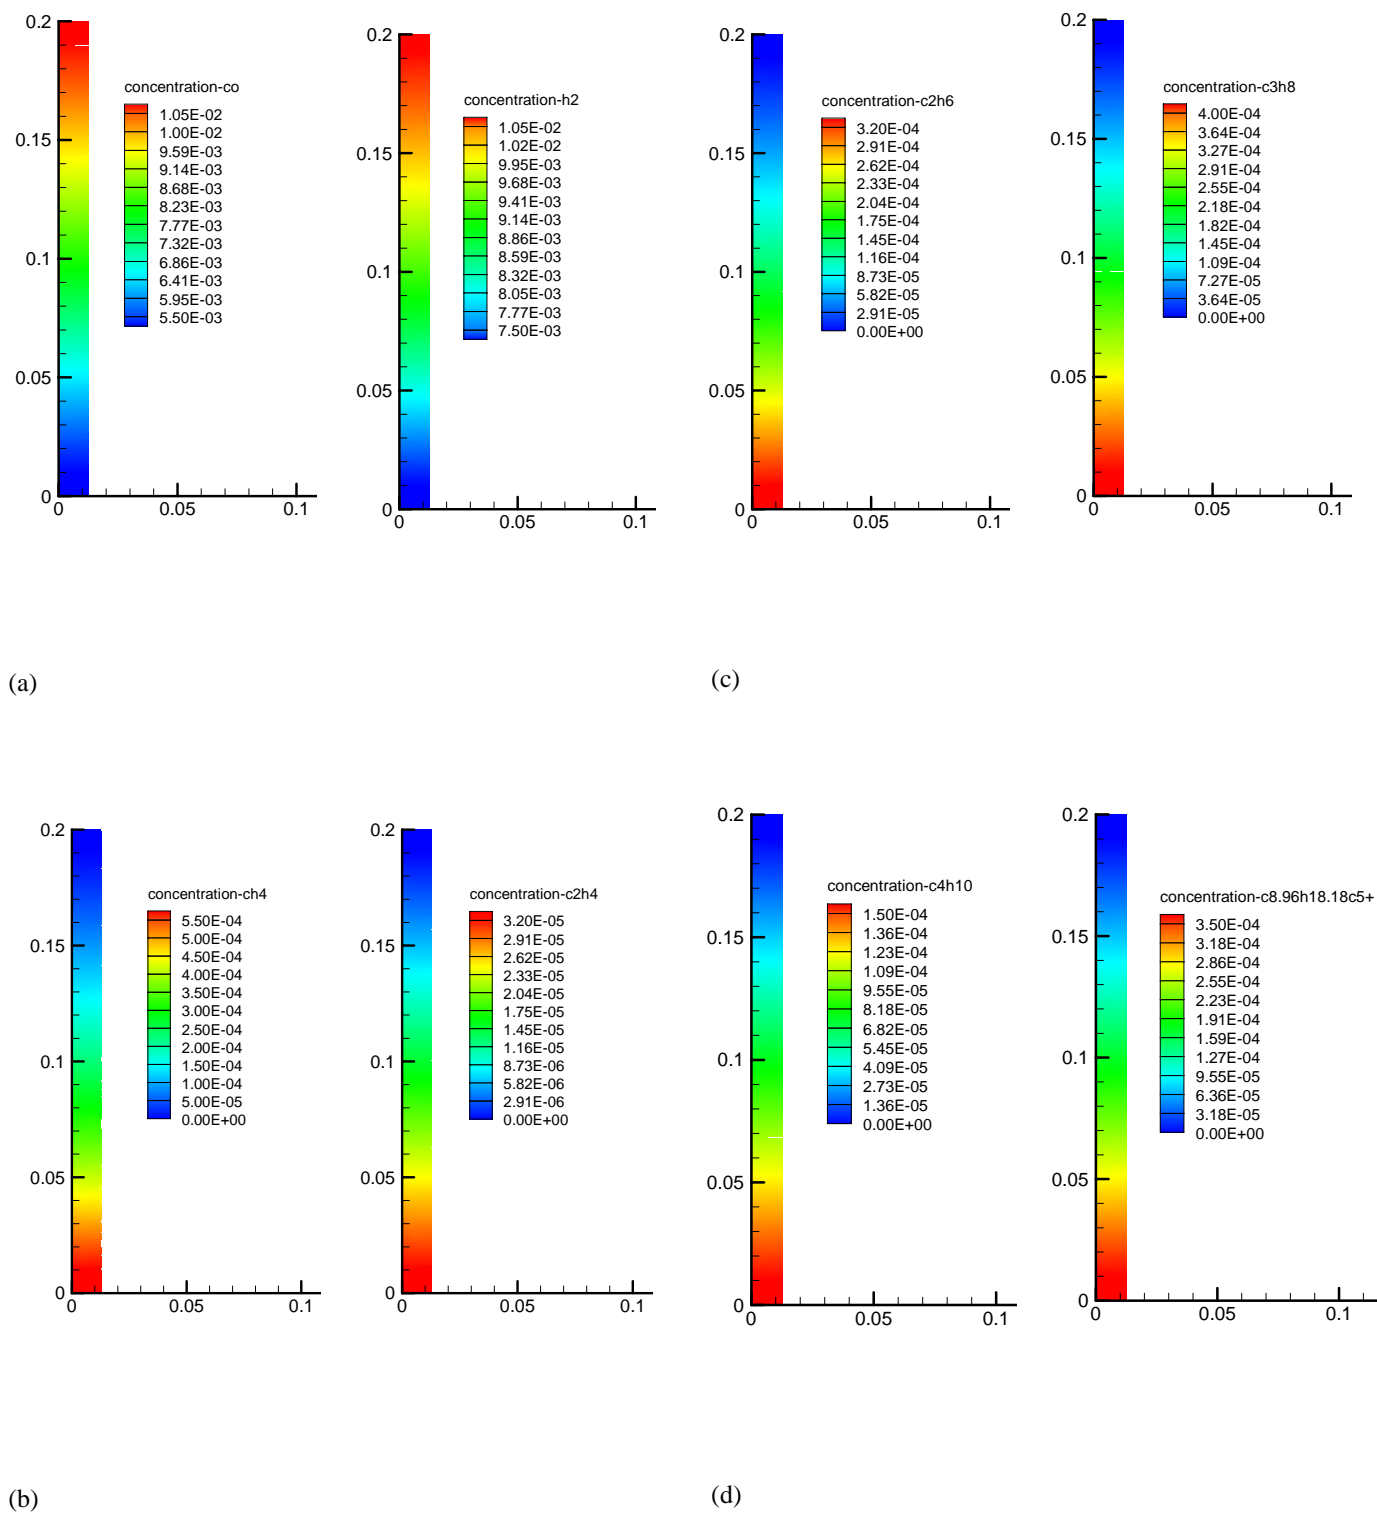 0.2
0.15
0.1
0.05
0
0
0.05
0.1
concentration-co
1.05E-02
1.00E-02
9.59E-03
9.14E-03
8.68E-03
8.23E-03
7.77E-03
7.32E-03
6.86E-03
6.41E-03
5.95E-03
5.50E-03
0.2
0.15
0.1
0.05
0
0
0.05
0.1
concentration-h2
1.05E-02
1.02E-02
9.95E-03
9.68E-03
9.41E-03
9.14E-03
8.86E-03
8.59E-03
8.32E-03
8.05E-03
7.77E-03
7.50E-03
(a)
0.2
0.15
0.1
0.05
0
0
0.05
0.1
concentration-c2h6
3.20E-04
2.91E-04
2.62E-04
2.33E-04
2.04E-04
1.75E-04
1.45E-04
1.16E-04
8.73E-05
5.82E-05
2.91E-05
0.00E+00
0.2
0.15
0.1
0.05
0
0
0.05
0.1
concentration-c3h8
4.00E-04
3.64E-04
3.27E-04
2.91E-04
2.55E-04
2.18E-04
1.82E-04
1.45E-04
1.09E-04
7.27E-05
3.64E-05
0.00E+00
(c)
0.2
0.15
0.1
0.05
0
0
0.05
0.1
concentration-ch4
5.50E-04
5.00E-04
4.50E-04
4.00E-04
3.50E-04
3.00E-04
2.50E-04
2.00E-04
1.50E-04
1.00E-04
5.00E-05
0.00E+00
0.2
0.15
0.1
0.05
0
0
0.05
0.1
concentration-c2h4
3.20E-05
2.91E-05
2.62E-05
2.33E-05
2.04E-05
1.75E-05
1.45E-05
1.16E-05
8.73E-06
5.82E-06
2.91E-06
0.00E+00
(b)
0.2
0.15
0.1
0.05
0
0
0.05
0.1
concentration-c4h10
1.50E-04
1.36E-04
1.23E-04
1.09E-04
9.55E-05
8.18E-05
6.82E-05
5.45E-05
4.09E-05
2.73E-05
1.36E-05
0.00E+00
0.2
0.15
0.1
0.05
0
0
0.05
0.1
concentration-c8.96h18.18c5+
3.50E-04
3.18E-04
2.86E-04
2.55E-04
2.23E-04
1.91E-04
1.59E-04
1.27E-04
9.55E-05
6.36E-05
3.18E-05
0.00E+00
(d)